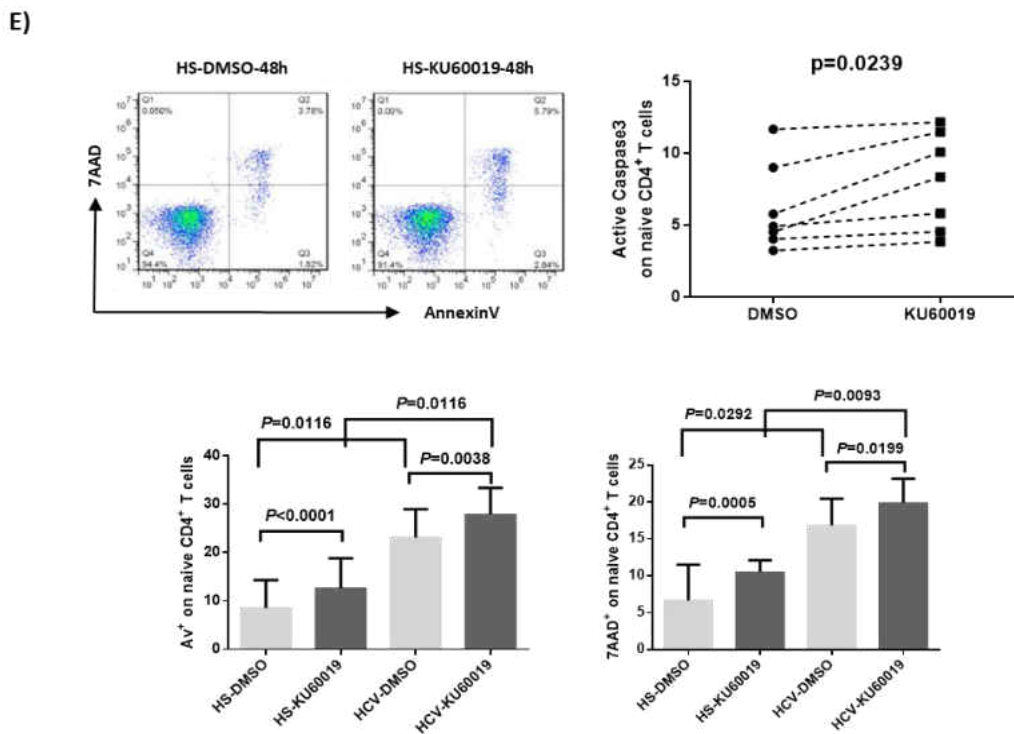 E)
HS-DMSO-48h
HS-KU60019-48h
7AAD
AnnexinV
Q1
0.050%
Q2
3.78%
Q4
94.4%
Q3
1.82%
Q1
Q2
5.79%
Q4
91.4%
Q3
2.84%
p=0.0239
Active Caspase3
on naive CD4⁺ T cells
15
10
5
0
DMSO
KU60019
P=0.0116
P=0.0116
P=0.0038
P<0.0001
Av⁺ on naive CD4⁺ T cells
40
30
20
10
0
HS-DMSO
HS-KU60019
HCV-DMSO
HCV-KU60019
P=0.0093
P=0.0292
P=0.0199
P=0.0005
7AAD⁺ on naive CD4⁺ T cells
25
20
15
10
5
0
HS-DMSO
HS-KU60019
HCV-DMSO
HCV-KU60019